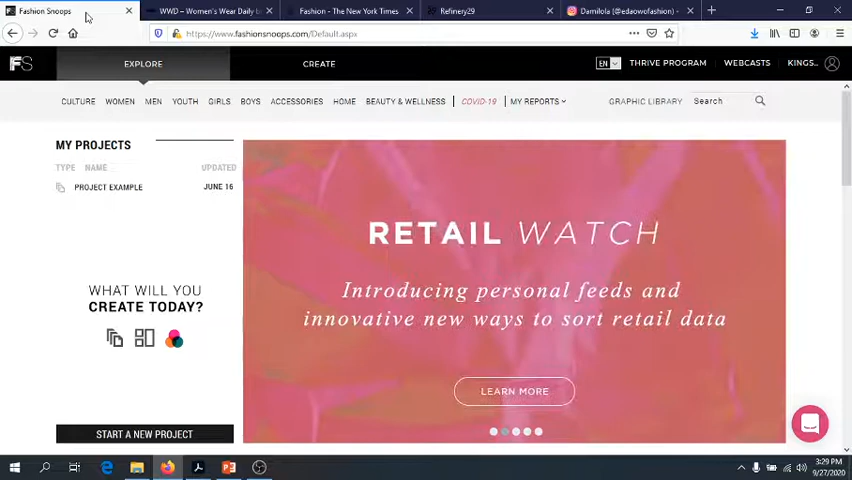 Fashion Snoops
WWD – Women's Wear Daily b
Fashion - The New York Times
Refinery29
Damilola (@edaowofashion) •
https://www.fashionsnoops.com/Default.aspx
FS
EXPLORE
CREATE
EN
THRIVE PROGRAM
WEBCASTS
KINGS..
CULTURE WOMEN MEN YOUTH GIRLS BOYS ACCESSORIES HOME BEAUTY & WELLNESS COVID-19 MY REPORTS
GRAPHIC LIBRARY
Search
MY PROJECTS
TYPE NAME UPDATED
PROJECT EXAMPLE JUNE 16
WHAT WILL YOU
CREATE TODAY?
START A NEW PROJECT
RETAIL WATCH
Introducing personal feeds and
innovative new ways to sort retail data
LEARN MORE
3:29 PM
9/27/2020